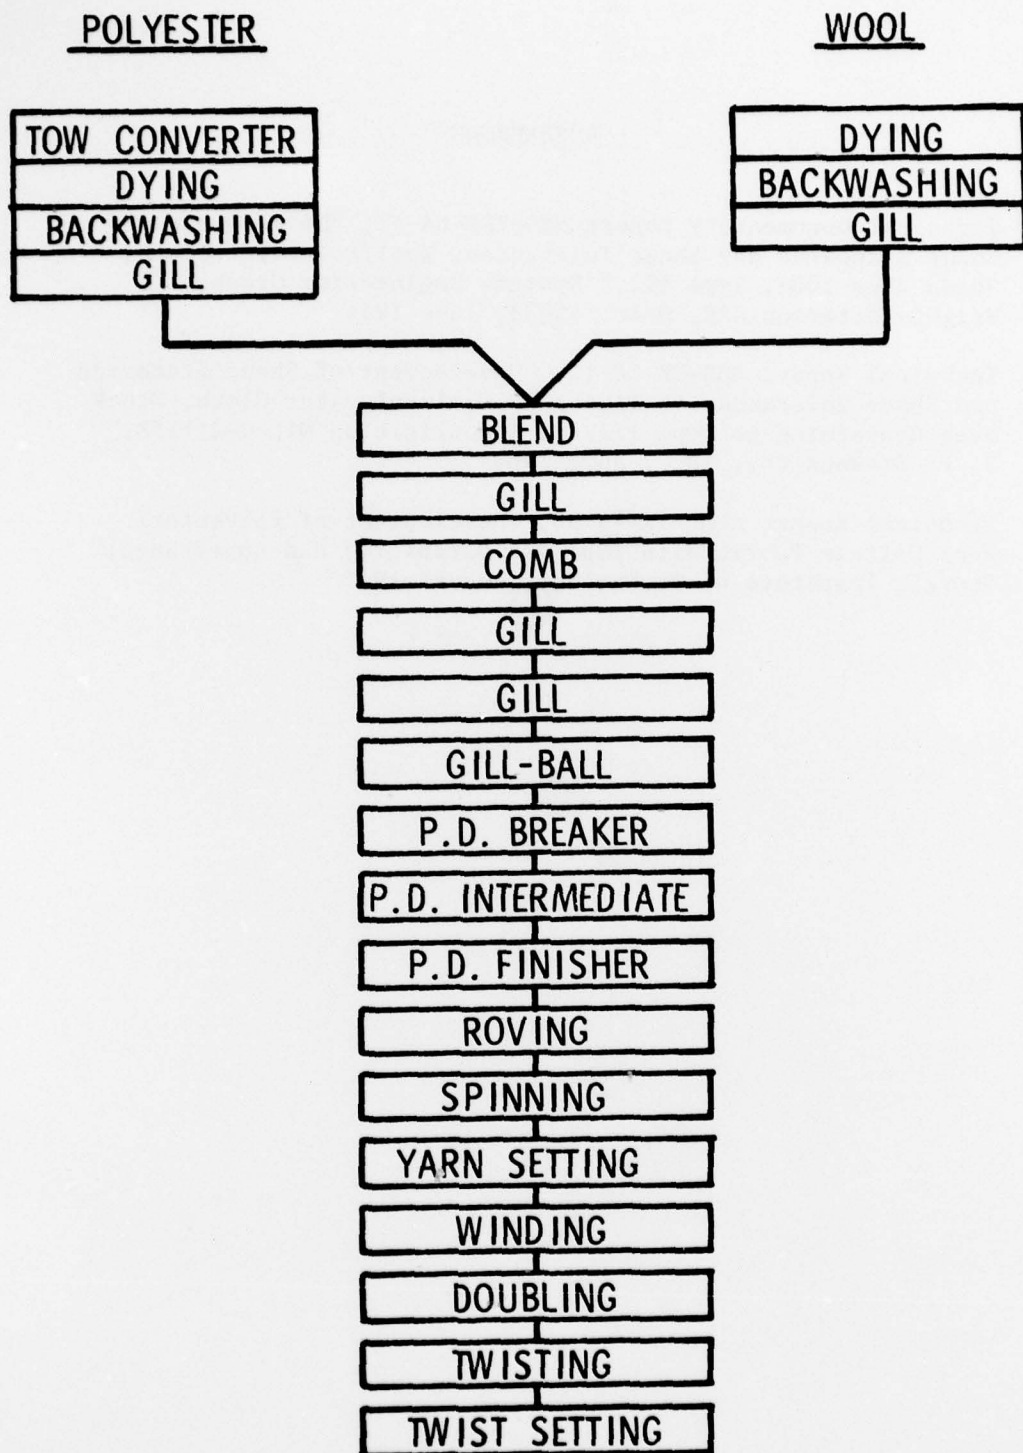 POLYESTER
WOOL
TOW CONVERTER
DYING
BACKWASHING
GILL
DYING
BACKWASHING
GILL
BLEND
GILL
COMB
GILL
GILL
GILL-BALL
P.D. BREAKER
P.D. INTERMEDIATE
P.D. FINISHER
ROVING
SPINNING
YARN SETTING
WINDING
DOUBLING
TWISTING
TWIST SETTING